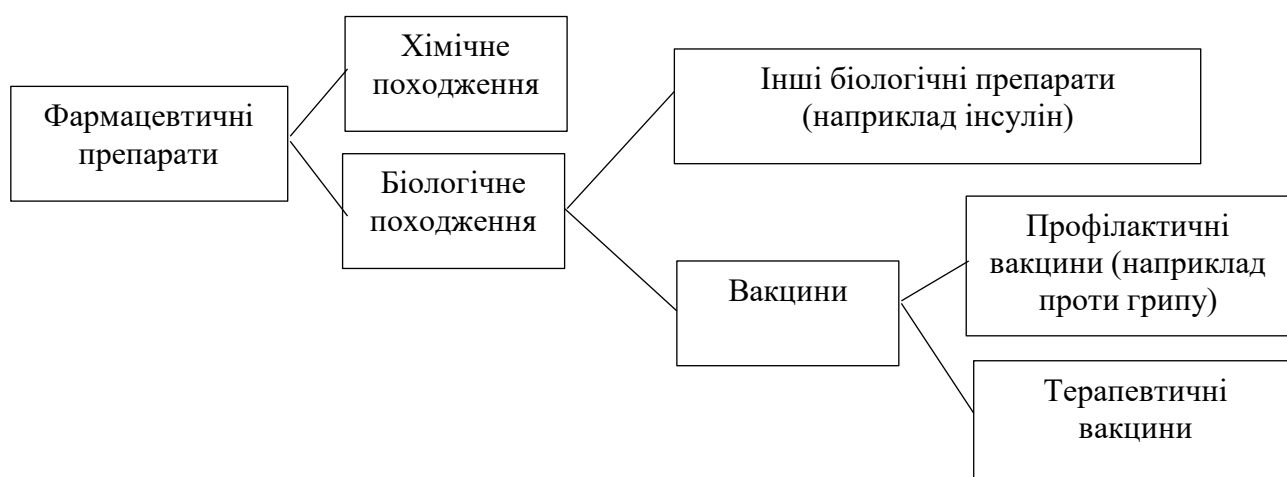 Фармацевтичні
препарати
Хімічне
походження
Біологічне
походження
Інші біологічні препарати
(наприклад інсулін)
Вакцини
Профілактичні
вакцини (наприклад
проти грипу)
Терапевтичні
вакцини